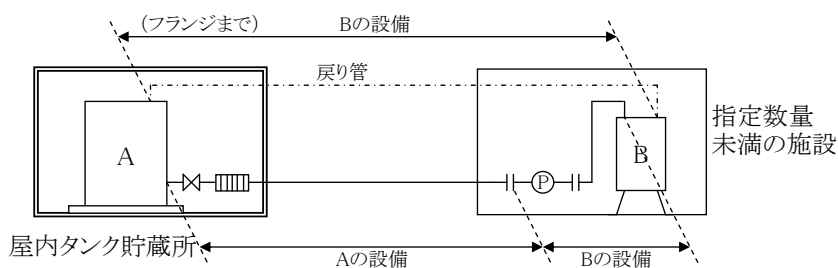 (フランジまで)
Bの設備
戻り管
A
P
B
指定数量
未満の施設
屋内タンク貯蔵所
Aの設備
Bの設備